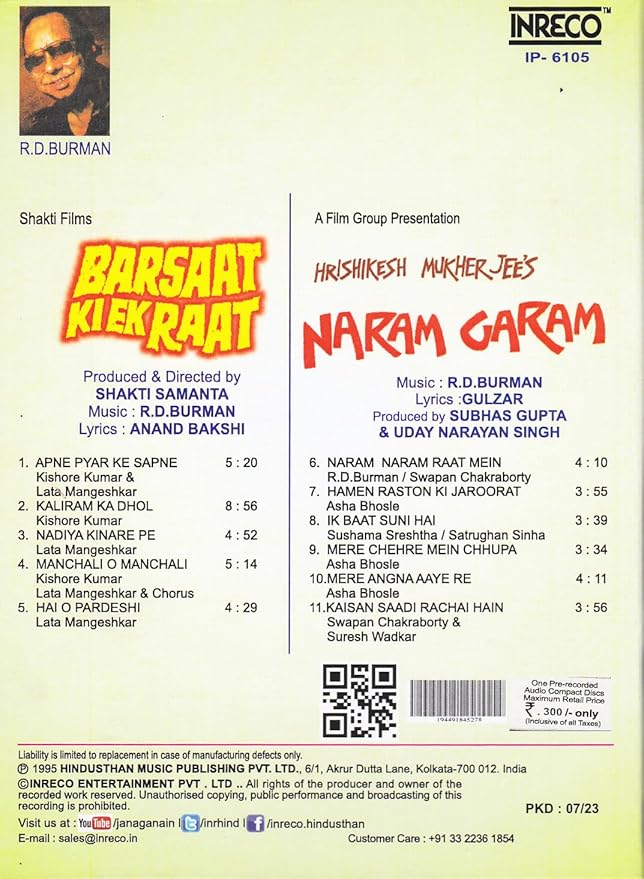 INRECO™
IP- 6105
R.D.BURMAN
Shakti Films
BARSAAT
KI EK RAAT
Produced & Directed by
SHAKTI SAMANTA
Music : R.D.BURMAN
Lyrics : ANAND BAKSHI
1. APNE PYAR KE SAPNE 5 : 20
Kishore Kumar &
Lata Mangeshkar
2. KALIRAM KA DHOL 8 : 56
Kishore Kumar
3. NADIYA KINARE PE 4 : 52
Lata Mangeshkar
4. MANCHALI O MANCHALI 5 : 14
Kishore Kumar
Lata Mangeshkar & Chorus
5. HAI O PARDESHI 4 : 29
Lata Mangeshkar
A Film Group Presentation
HRISHIKESH MUKHERJEE'S
NARAM GARAM
Music : R.D.BURMAN
Lyrics :GULZAR
Produced by SUBHAS GUPTA
& UDAY NARAYAN SINGH
6. NARAM NARAM RAAT MEIN 4 : 10
R.D.Burman / Swapan Chakraborty
7. HAMEN RASTON KI JAROORAT 3 : 55
Asha Bhosle
8. IK BAAT SUNI HAI 3 : 39
Sushama Sreshtha / Satrughan Sinha
9. MERE CHEHRE MEIN CHHUPA 3 : 34
Asha Bhosle
10.MERE ANGNA AAYE RE 4 : 11
Asha Bhosle
11.KAISAN SAADI RACHAI HAIN 3 : 56
Swapan Chakraborty &
Suresh Wadkar
194491845278
One Pre-recorded
Audio Compact Discs
Maximum Retail Price
₹. 300 /- only
(Inclusive of all Taxes)
Liability is limited to replacement in case of manufacturing defects only.
℗ 1995 HINDUSTHAN MUSIC PUBLISHING PVT. LTD., 6/1, Akrur Dutta Lane, Kolkata-700 012. India
©INRECO ENTERTAINMENT PVT . LTD .. All rights of the producer and owner of the
recorded work reserved. Unauthorised copying, public performance and broadcasting of this
recording is prohibited.
PKD : 07/23
Visit us at : YouTube /janaganain I t /inrhind I f /inreco.hindusthan
E-mail : sales@inreco.in Customer Care : +91 33 2236 1854